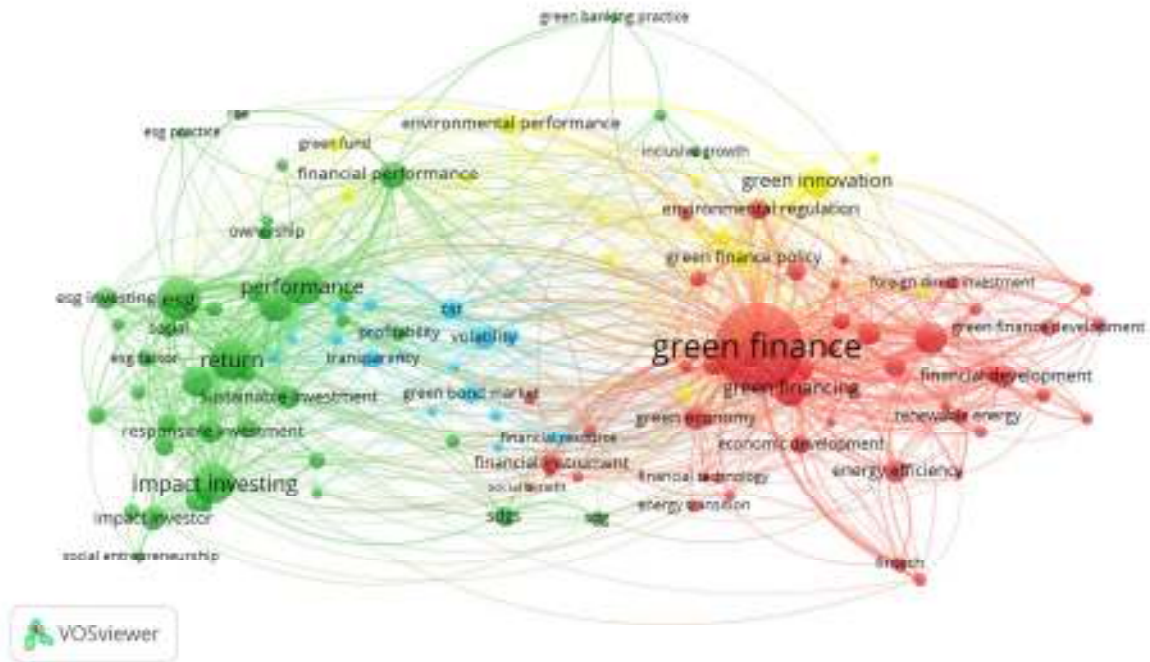 green banking practice
esg practice
environmental performance
green fund
inclusive growth
financial performance
green innovation
environmental regulation
ownership
green finance policy
foreign direct investment
esg investing
esg
performance
social
csr
profitability
volatility
green finance development
green finance
esg factor
return
transparency
financial development
green financing
sustainable investment
green bond market
green economy
renewable energy
responsible investment
financial resource
economic development
financial instrument
energy efficiency
impact investing
social benefit
financial technology
energy transition
impact investor
sdgs
sdg
social entrepreneurship
fintech
VOSviewer